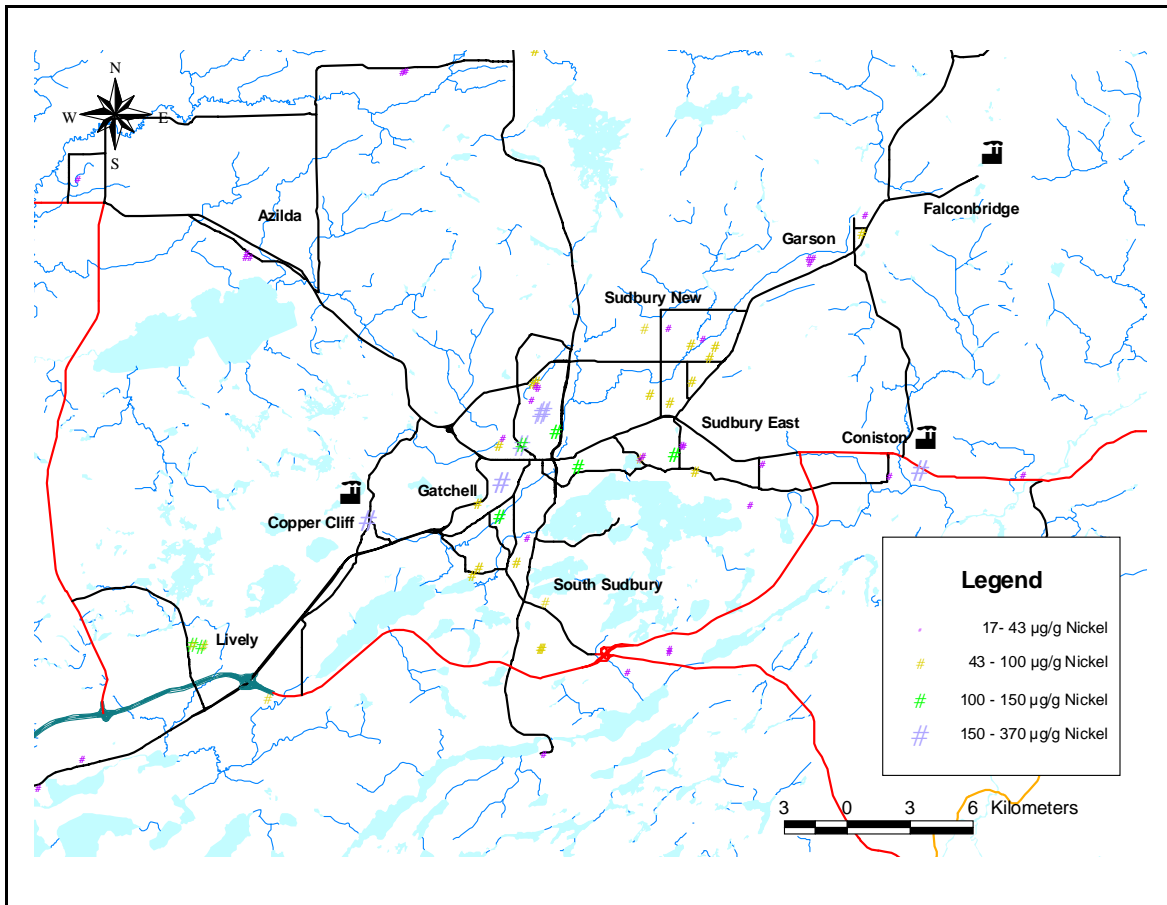 N
W
E
S
Falconbridge
Azilda
Garson
Sudbury New
Sudbury East
Coniston
Gatchell
Copper Cliff
South Sudbury
Lively
Legend
17- 43 µg/g Nickel
43 - 100 µg/g Nickel
100 - 150 µg/g Nickel
150 - 370 µg/g Nickel
3 0 3 6 Kilometers